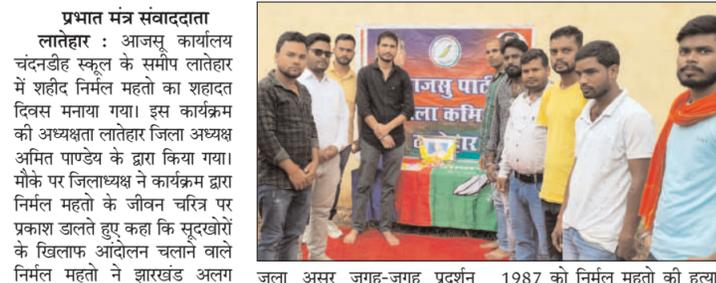 प्रभात मंत्र संवाददाता
लातेहार : आजसू कार्यालय
चंदनडीह स्कूल के समीप लातेहार
में शहीद निर्मल महतो का शहादत
दिवस मनाया गया। इस कार्यक्रम
की अध्यक्षता लातेहार जिला अध्यक्ष
अमित पाण्डेय के द्वारा किया गया।
मौके पर जिलाध्यक्ष ने कार्यक्रम द्वारा
निर्मल महतो के जीवन चरित्र पर
प्रकाश डालते हुए कहा कि सूदखोरों
के खिलाफ आंदोलन चलाने वाले
निर्मल महतो ने झारखंड अलग
जसु पार्टी
ला कमि
जला असर जगह-जगह प्रदर्शन
1987 को निर्मल महतो की हत्या